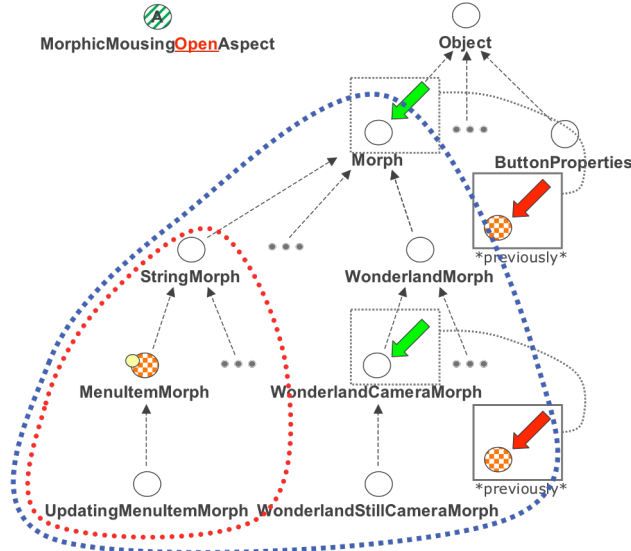 A
MorphicMousingOpenAspect
Object
Morph
ButtonProperties
*previously*
StringMorph
WonderlandMorph
MenuItemMorph
WonderlandCameraMorph
*previously*
UpdatingMenuItemMorph
WonderlandStillCameraMorph